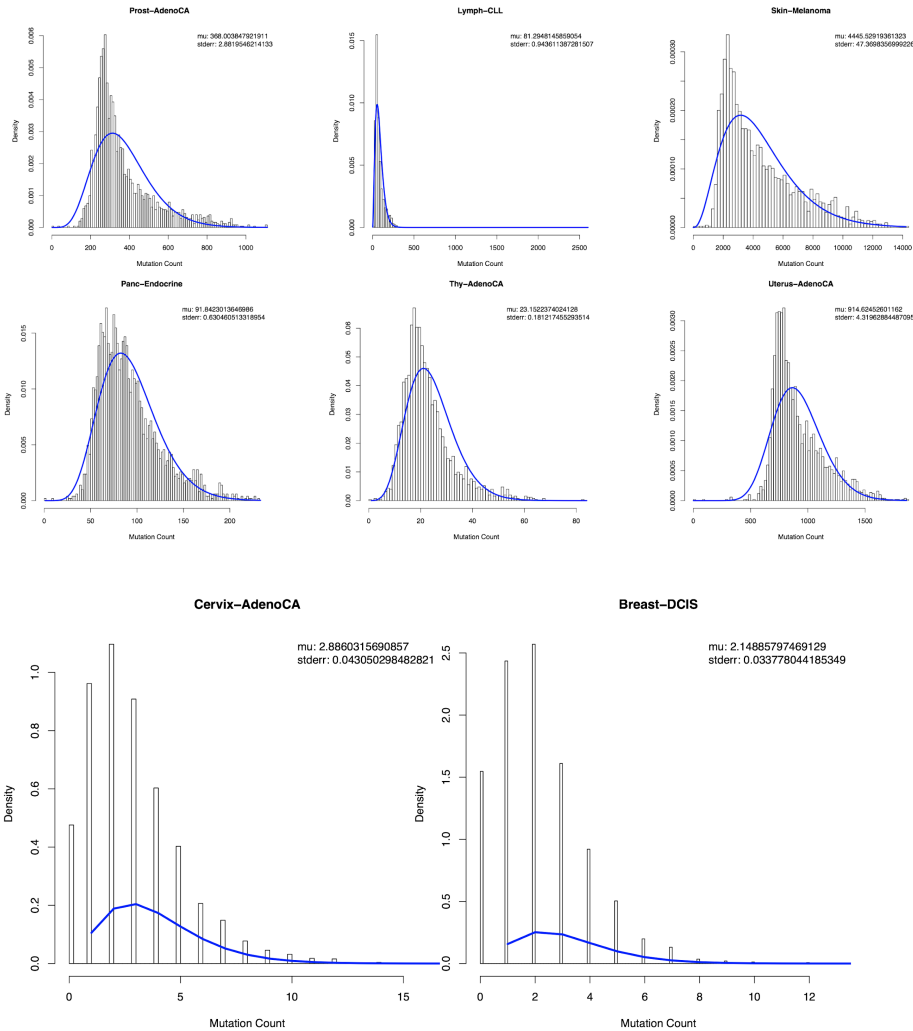 Prost−AdenoCA
mu: 368.003847921911
stderr: 2.8819546214133
Density
0.000
0.001
0.002
0.003
0.004
0.005
0.006
0
200
400
600
800
1000
Mutation Count
Lymph−CLL
mu: 81.2948145859054
stderr: 0.943611387281507
Density
0.000
0.005
0.010
0.015
0
500
1000
1500
2000
2500
Mutation Count
Skin−Melanoma
mu: 4445.52919361323
stderr: 47.3698356999226
Density
0.00000
0.00010
0.00020
0.00030
0
2000
4000
6000
8000
10000
12000
14000
Mutation Count
Panc−Endocrine
mu: 91.8423013646986
stderr: 0.630460513318954
Density
0.000
0.005
0.010
0.015
0
50
100
150
200
Mutation Count
Thy−AdenoCA
mu: 23.1522374024128
stderr: 0.181217455293514
Density
0.00
0.01
0.02
0.03
0.04
0.05
0.06
0
20
40
60
80
Mutation Count
Uterus−AdenoCA
mu: 914.62452601162
stderr: 4.31962884487095
Density
0.0000
0.0005
0.0010
0.0015
0.0020
0.0025
0.0030
0
500
1000
1500
Mutation Count
Cervix−AdenoCA
mu: 2.8860315690857
stderr: 0.043050298482821
Density
0.0
0.2
0.4
0.6
0.8
1.0
0
5
10
15
Mutation Count
Breast−DCIS
mu: 2.14885797469129
stderr: 0.033778044185349
Density
0.0
0.5
1.0
1.5
2.0
2.5
0
2
4
6
8
10
12
Mutation Count